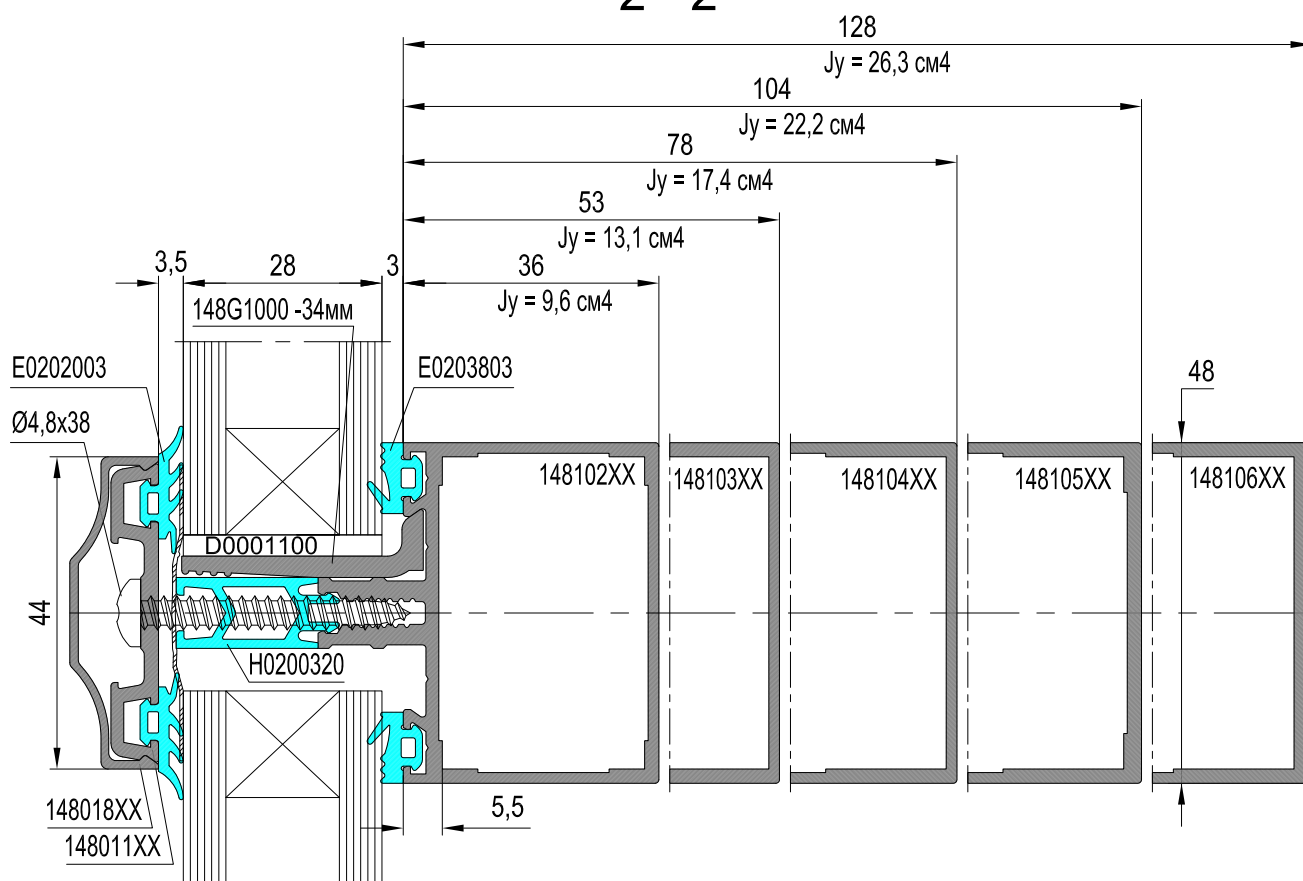 2 2
128
Jy = 26,3 см4
104
Jy = 22,2 см4
78
Jy = 17,4 см4
53
Jy = 13,1 см4
3,5
28
3
36
Jy = 9,6 см4
148G1000 -34мм
E0202003
E0203803
48
Ø4,8x38
148102XX
148103XX
148104XX
148105XX
148106XX
D0001100
44
H0200320
148018XX
5,5
148011XX